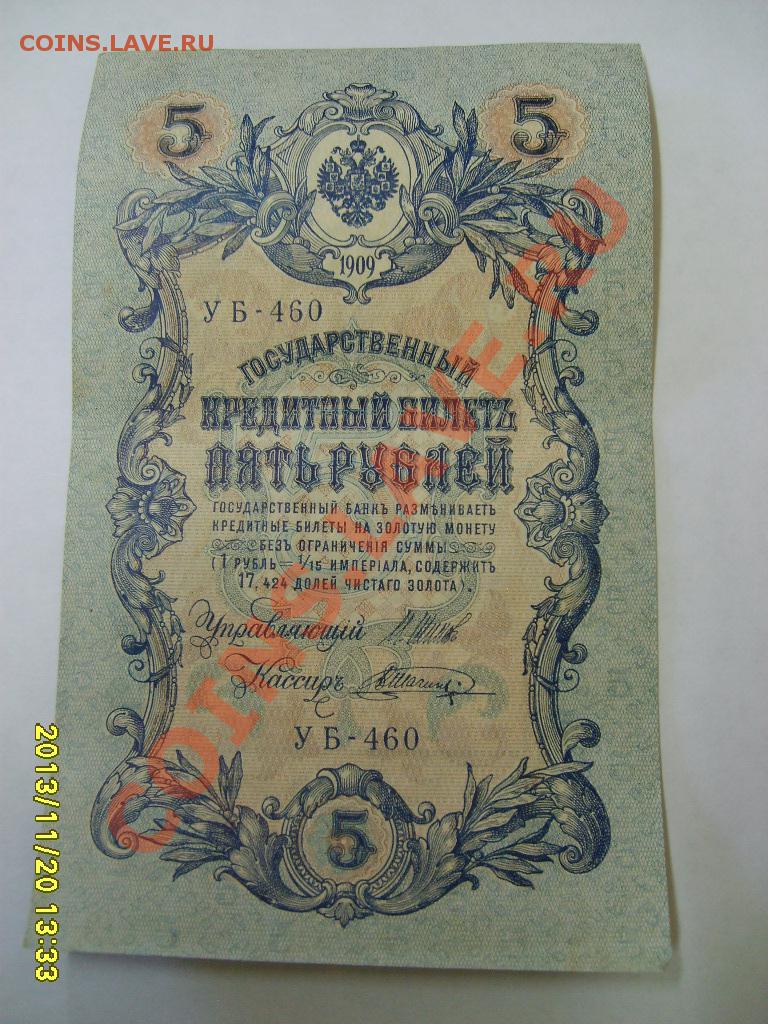 COINS.LAVE.RU
5 5
1909
УБ-460
ГОСУДАРСТВЕННЫЙ
КРЕДИТНЫЙ БИЛЕТЪ
ПЯТЬ РУБЛЕЙ
ГОСУДАРСТВЕННЫЙ БАНКЪ РАЗМѢНИВАЕТЪ
КРЕДИТНЫЕ БИЛЕТЫ НА ЗОЛОТУЮ МОНЕТУ
БЕЗЪ ОГРАНИЧЕНІЯ СУММЫ
(1 РУБЛЬ — 1/15 ИМПЕРІАЛА, СОДЕРЖИТЪ
17,424 ДОЛЕЙ ЧИСТАГО ЗОЛОТА).
Управляющій
Кассиръ
УБ-460
5
COINS.LAVE.RU
2013/11/20 13:33